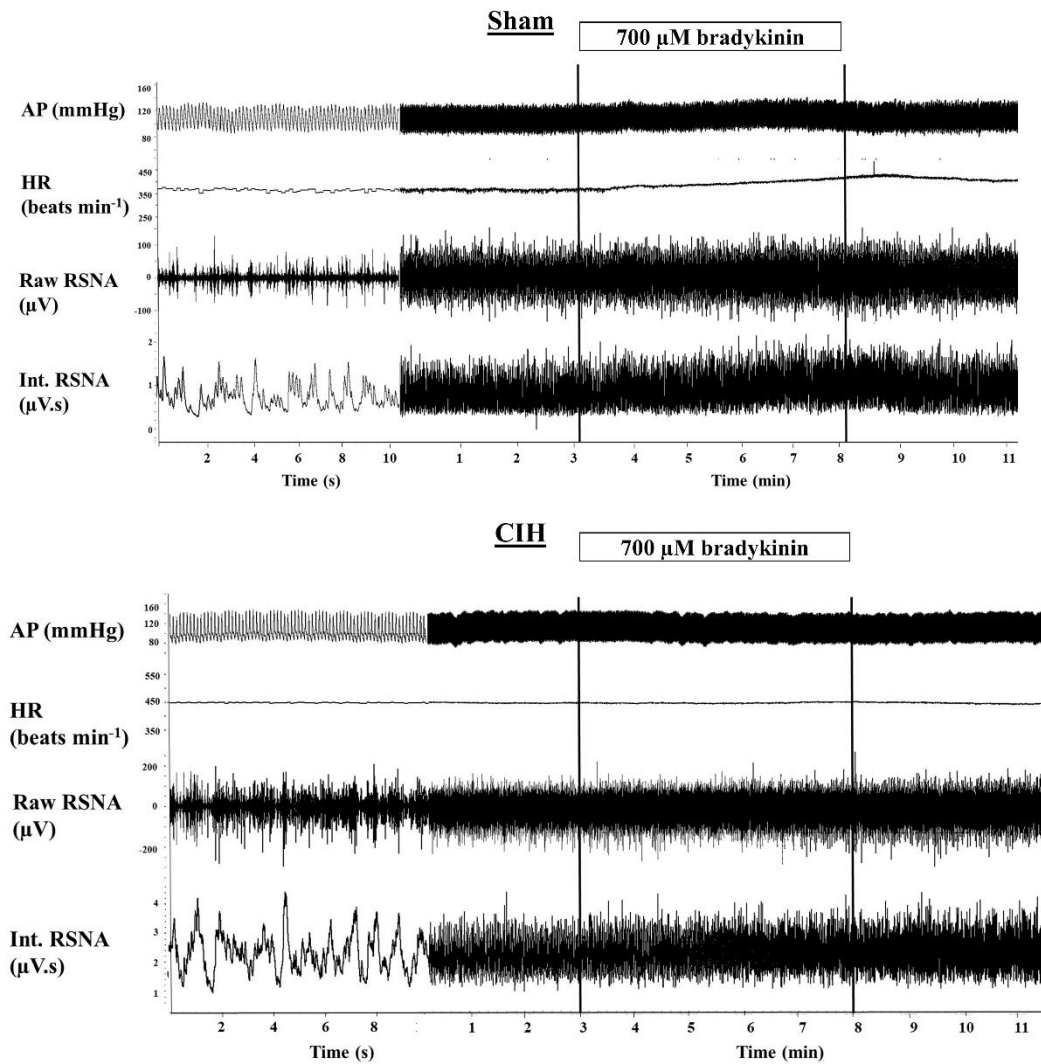 Sham
700 µM bradykinin
AP (mmHg)
160
120
80
HR
(beats min-1)
450
350
250
Raw RSNA
(µV)
100
0
-100
Int. RSNA
(µV.s)
2
1
0
2 4 6 8 10 1 2 3 4 5 6 7 8 9 10 11
Time (s) Time (min)
CIH
700 µM bradykinin
AP (mmHg)
160
120
80
HR
(beats min-1)
550
450
350
Raw RSNA
(µV)
200
0
-200
Int. RSNA
(µV.s)
4
3
2
1
2 4 6 8 1 2 3 4 5 6 7 8 9 10 11
Time (s) Time (min)